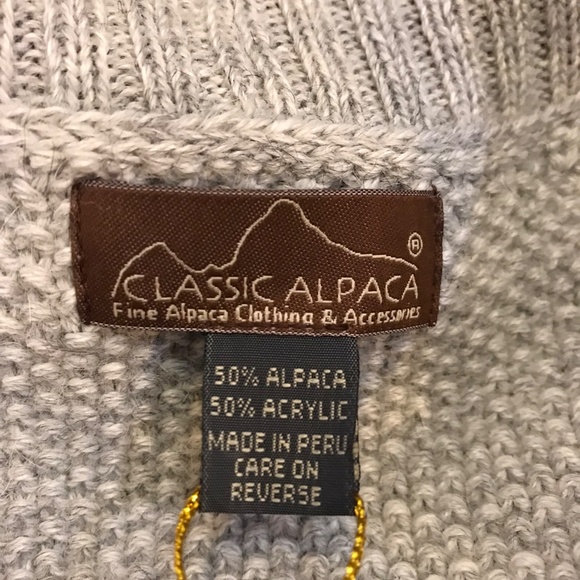 CLASSIC ALPACA ®
Fine Alpaca Clothing & Accessories
50% ALPACA
50% ACRYLIC
MADE IN PERU
CARE ON
REVERSE